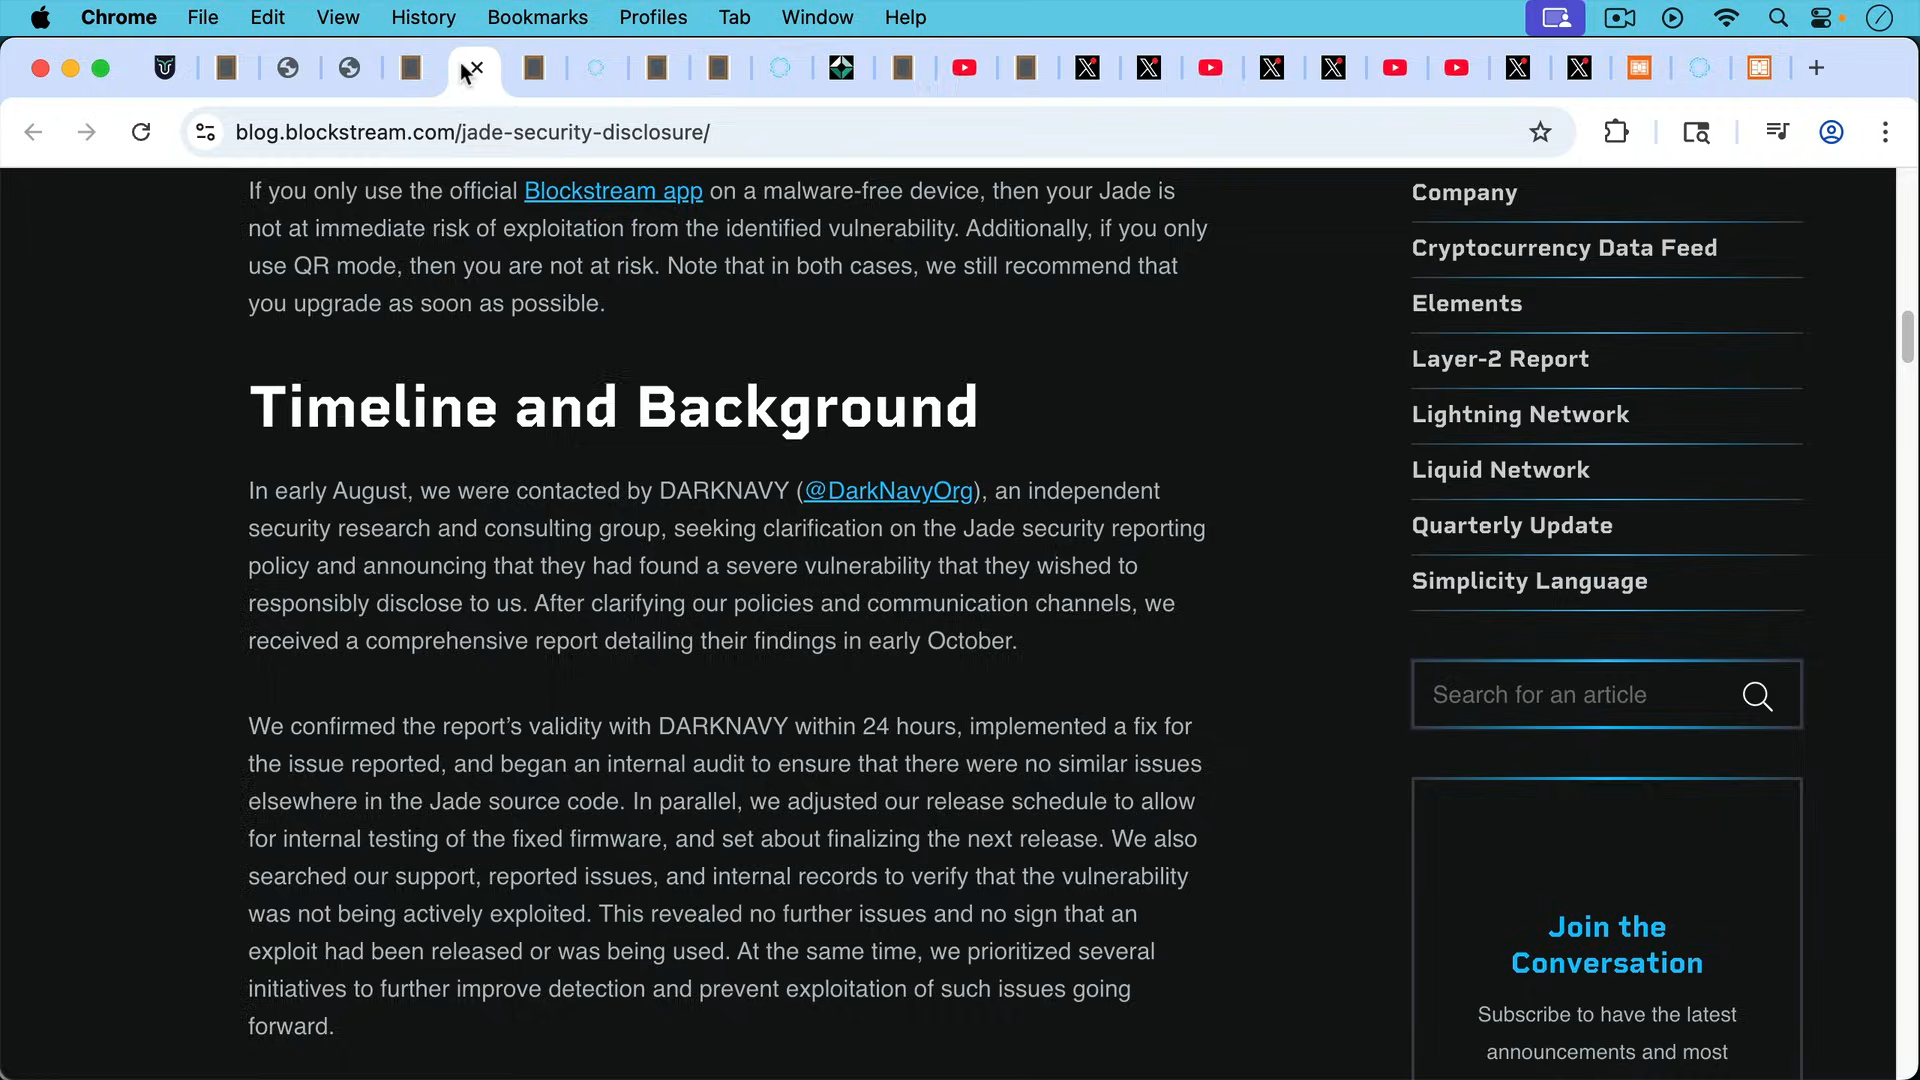 Chrome File Edit View History Bookmarks Profiles Tab Window Help
blog.blockstream.com/jade-security-disclosure/
If you only use the official Blockstream app on a malware-free device, then your Jade is
not at immediate risk of exploitation from the identified vulnerability. Additionally, if you only
use QR mode, then you are not at risk. Note that in both cases, we still recommend that
you upgrade as soon as possible.
Timeline and Background
In early August, we were contacted by DARKNAVY (@DarkNavyOrg), an independent
security research and consulting group, seeking clarification on the Jade security reporting
policy and announcing that they had found a severe vulnerability that they wished to
responsibly disclose to us. After clarifying our policies and communication channels, we
received a comprehensive report detailing their findings in early October.
We confirmed the report’s validity with DARKNAVY within 24 hours, implemented a fix for
the issue reported, and began an internal audit to ensure that there were no similar issues
elsewhere in the Jade source code. In parallel, we adjusted our release schedule to allow
for internal testing of the fixed firmware, and set about finalizing the next release. We also
searched our support, reported issues, and internal records to verify that the vulnerability
was not being actively exploited. This revealed no further issues and no sign that an
exploit had been released or was being used. At the same time, we prioritized several
initiatives to further improve detection and prevent exploitation of such issues going
forward.
Company
Cryptocurrency Data Feed
Elements
Layer-2 Report
Lightning Network
Liquid Network
Quarterly Update
Simplicity Language
Search for an article
Join the
Conversation
Subscribe to have the latest
announcements and most